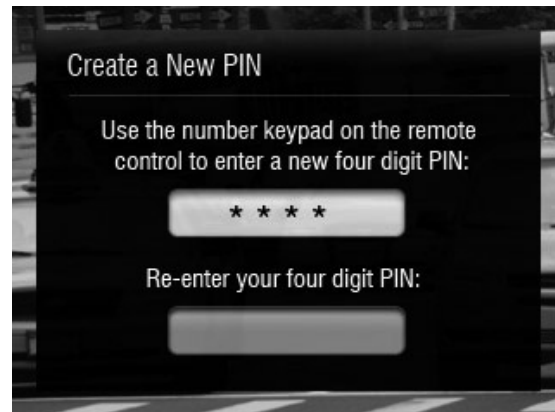 Create a New PIN
Use the number keypad on the remote
control to enter a new four digit PIN:
* * * *
Re-enter your four digit PIN: